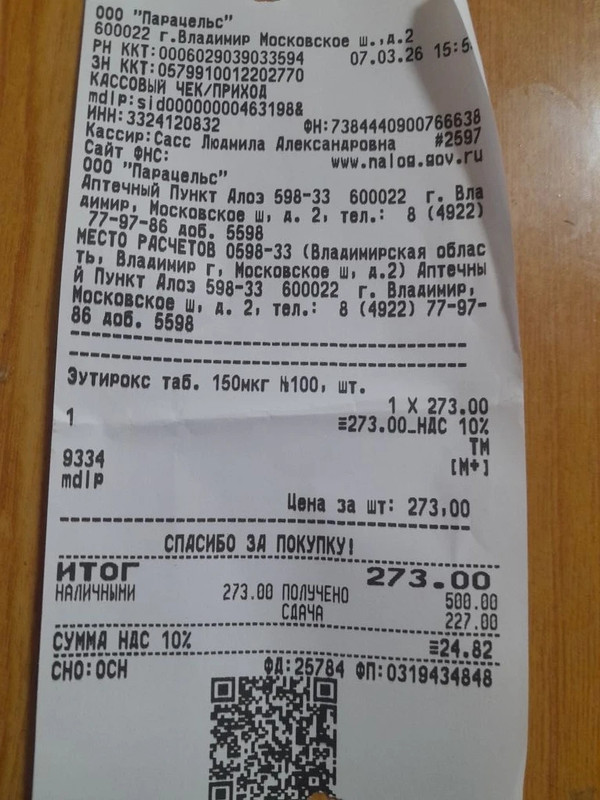 ООО "Парацельс"
600022 г.Владимир Московское ш.,д.2
РН ККТ:0006029039033594 07.03.26 15:5
ЗН ККТ:0579910012202770
КАССОВЫЙ ЧЕК/ПРИХОД
mdlp:sid00000000463198&
ИНН:3324120832 ФН:7384440900766638
Кассир:Сасс Людмила Александровна #2597
Сайт ФНС: www.nalog.gov.ru
ООО "Парацельс"
Аптечный Пункт Алоэ 598-33 600022 г. Вла
димир, Московское ш, д. 2, тел.: 8 (4922)
77-97-86 доб. 5598
МЕСТО РАСЧЕТОВ 0598-33 (Владимирская облас
ть, Владимир г, Московское ш, д.2) Аптечны
й Пункт Алоэ 598-33 600022 г. Владимир,
Московское ш, д. 2, тел.: 8 (4922) 77-97-
86 доб. 5598
Эутирокс таб. 150мкг №100, шт.
1 X 273.00
1 ≡273.00_НДС 10%
ТМ
9334 [M+]
mdlp
Цена за шт: 273,00
СПАСИБО ЗА ПОКУПКУ!
ИТОГ 273.00
НАЛИЧНЫМИ 273.00 ПОЛУЧЕНО 500.00
СДАЧА 227.00
СУММА НДС 10% ≡24.82
СНО:ОСН ФД:25784 ФП:0319434848